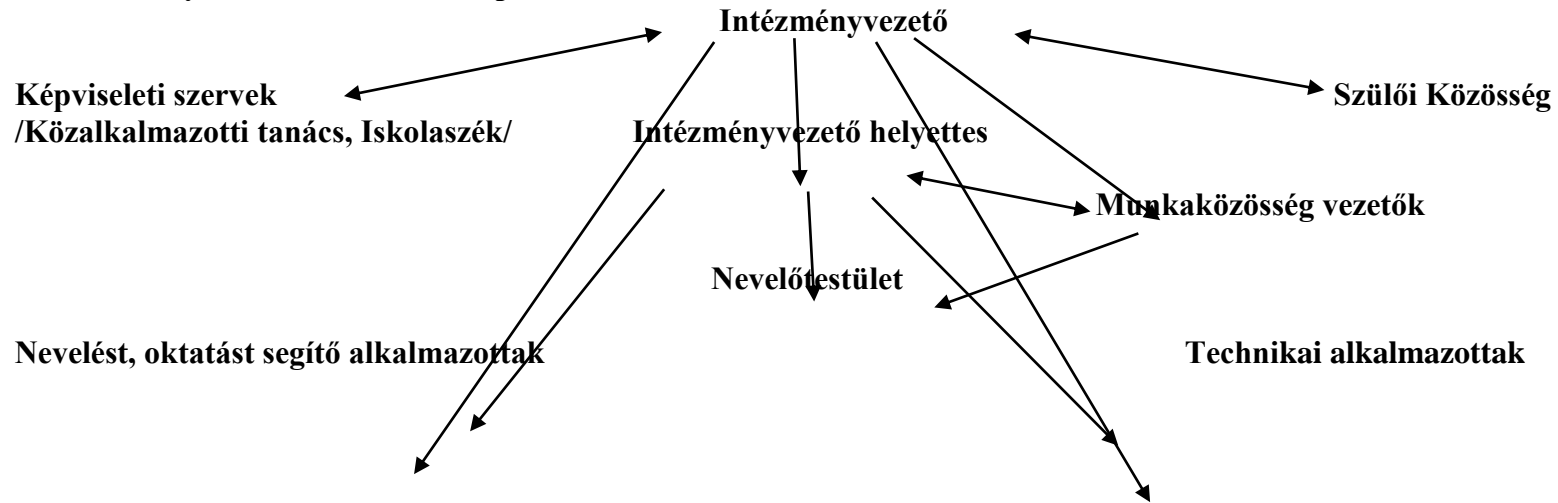 Intézményvezető
Képviseleti szervek
/Közalkalmazotti tanács, Iskolaszék/
Szülői Közösség
Intézményvezető helyettes
Munkaközösség vezetők
Nevelőtestület
Nevelést, oktatást segítő alkalmazottak
Technikai alkalmazottak